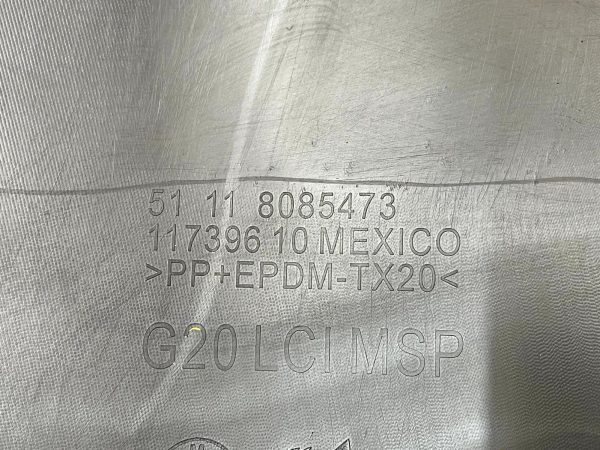 51 11 8085473
117396 10 MEXICO
>PP+EPDM-TX20<
G20 LCI MSP